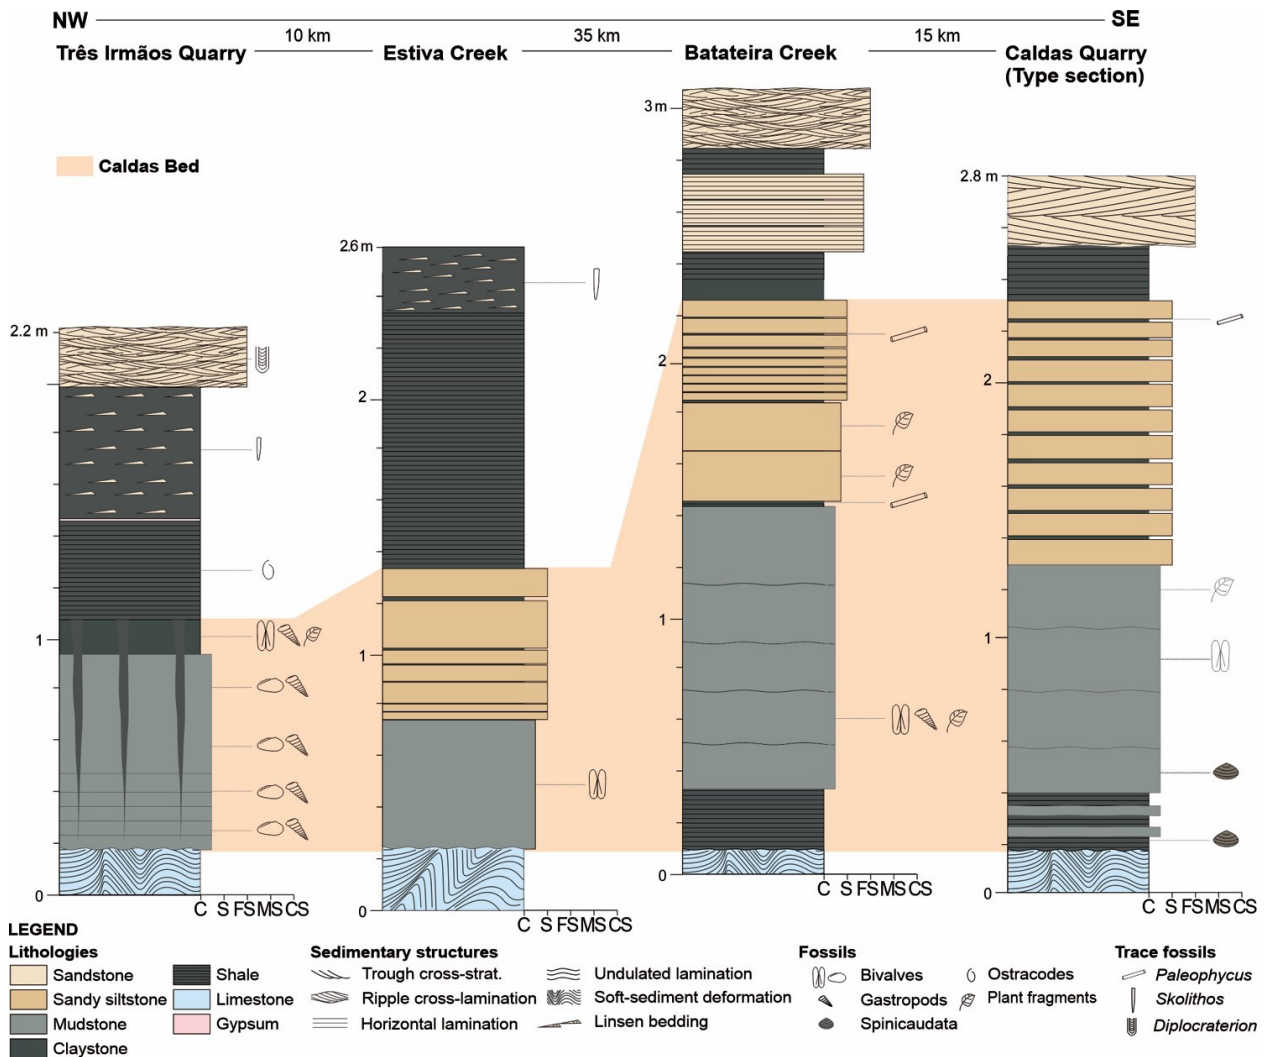 NW
SE
10 km
35 km
15 km
Três Irmãos Quarry
Estiva Creek
Batateira Creek
Caldas Quarry
(Type section)
Caldas Bed
2.2 m
1
0
C S FS MS CS
2.6 m
2
1
0
C S FS MS CS
3 m
2
1
0
C S FS MS CS
2.8 m
2
1
0
C S FS MS CS
LEGEND
Lithologies
Sandstone
Sandy siltstone
Mudstone
Claystone
Shale
Limestone
Gypsum
Sedimentary structures
Trough cross-strat.
Ripple cross-lamination
Horizontal lamination
Undulated lamination
Soft-sediment deformation
Linsen bedding
Fossils
Bivalves
Gastropods
Spinicaudata
Ostracodes
Plant fragments
Trace fossils
Paleophycus
Skolithos
Diplocraterion